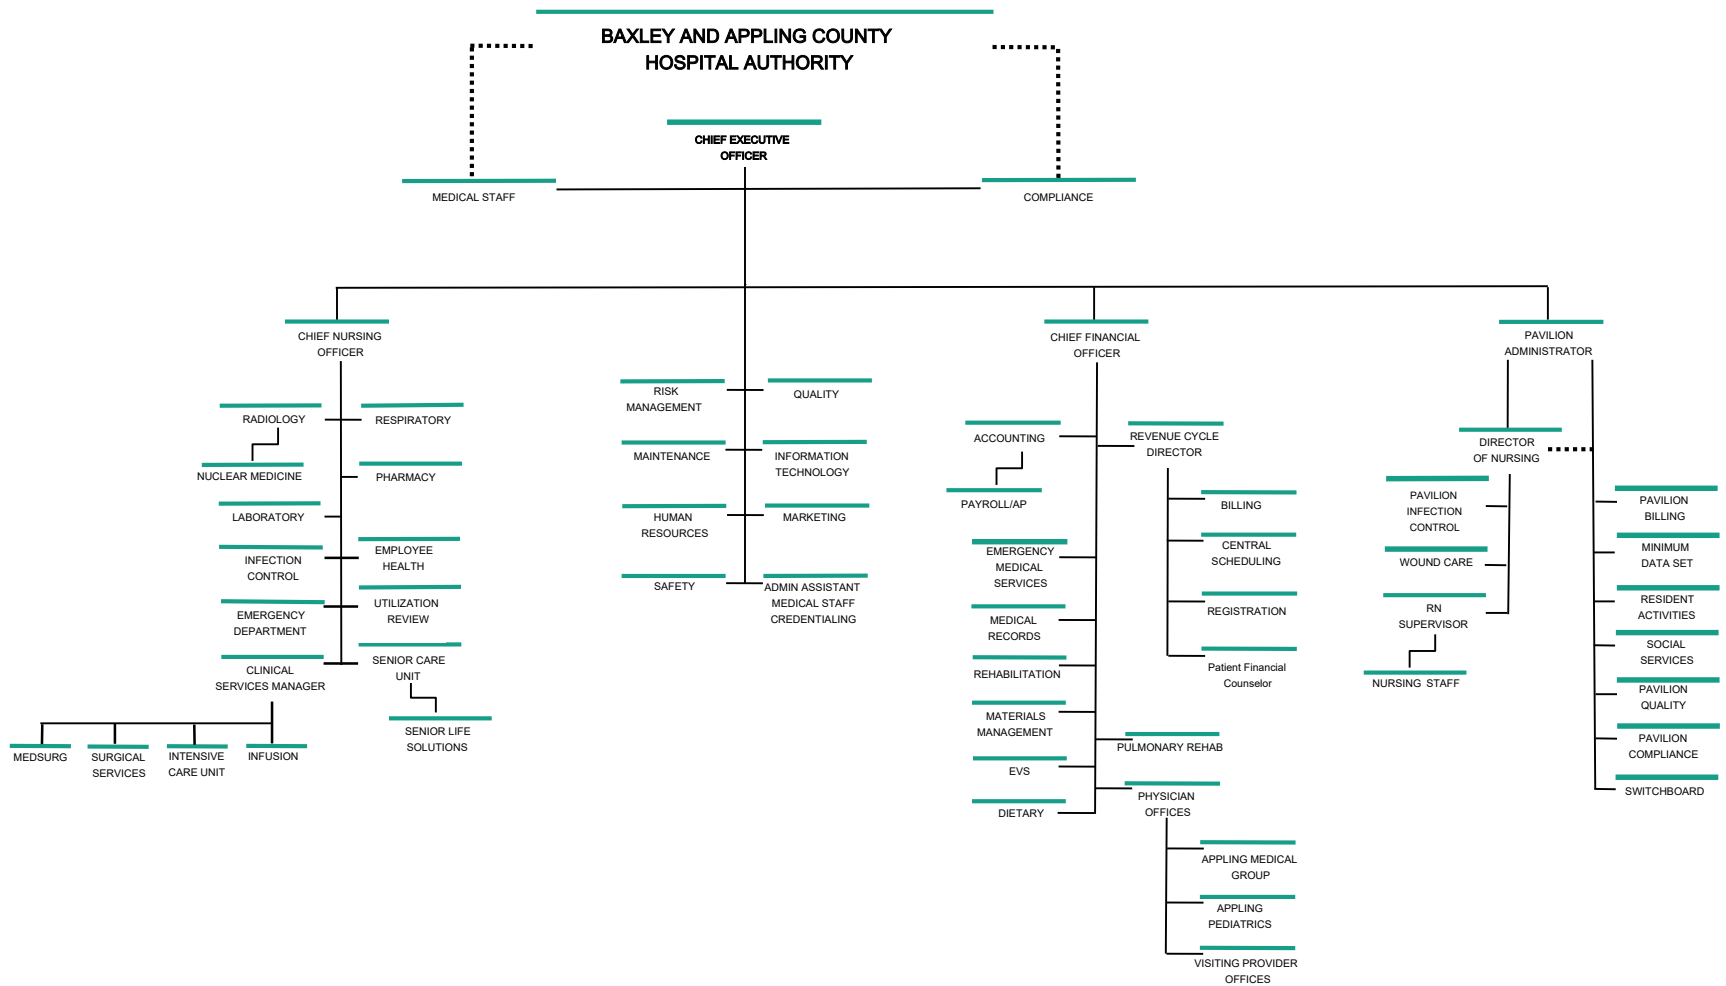 BAXLEY AND APPLING COUNTY
HOSPITAL AUTHORITY
CHIEF EXECUTIVE
OFFICER
MEDICAL STAFF
COMPLIANCE
CHIEF NURSING
OFFICER
RADIOLOGY
RESPIRATORY
NUCLEAR MEDICINE
PHARMACY
LABORATORY
INFECTION
CONTROL
EMPLOYEE
HEALTH
EMERGENCY
DEPARTMENT
UTILIZATION
REVIEW
CLINICAL
SERVICES MANAGER
SENIOR CARE
UNIT
SENIOR LIFE
SOLUTIONS
MEDSURG
SURGICAL
SERVICES
INTENSIVE
CARE UNIT
INFUSION
RISK
MANAGEMENT
QUALITY
MAINTENANCE
INFORMATION
TECHNOLOGY
HUMAN
RESOURCES
MARKETING
SAFETY
ADMIN ASSISTANT
MEDICAL STAFF
CREDENTIALING
CHIEF FINANCIAL
OFFICER
ACCOUNTING
REVENUE CYCLE
DIRECTOR
PAYROLL/AP
BILLING
CENTRAL
SCHEDULING
REGISTRATION
Patient Financial
Counselor
EMERGENCY
MEDICAL
SERVICES
MEDICAL
RECORDS
REHABILITATION
MATERIALS
MANAGEMENT
PULMONARY REHAB
EVS
PHYSICIAN
OFFICES
DIETARY
APPLING MEDICAL
GROUP
APPLING
PEDIATRICS
VISITING PROVIDER
OFFICES
PAVILION
ADMINISTRATOR
DIRECTOR
OF NURSING
PAVILION
INFECTION
CONTROL
WOUND CARE
RN
SUPERVISOR
NURSING STAFF
PAVILION
BILLING
MINIMUM
DATA SET
RESIDENT
ACTIVITIES
SOCIAL
SERVICES
PAVILION
QUALITY
PAVILION
COMPLIANCE
SWITCHBOARD